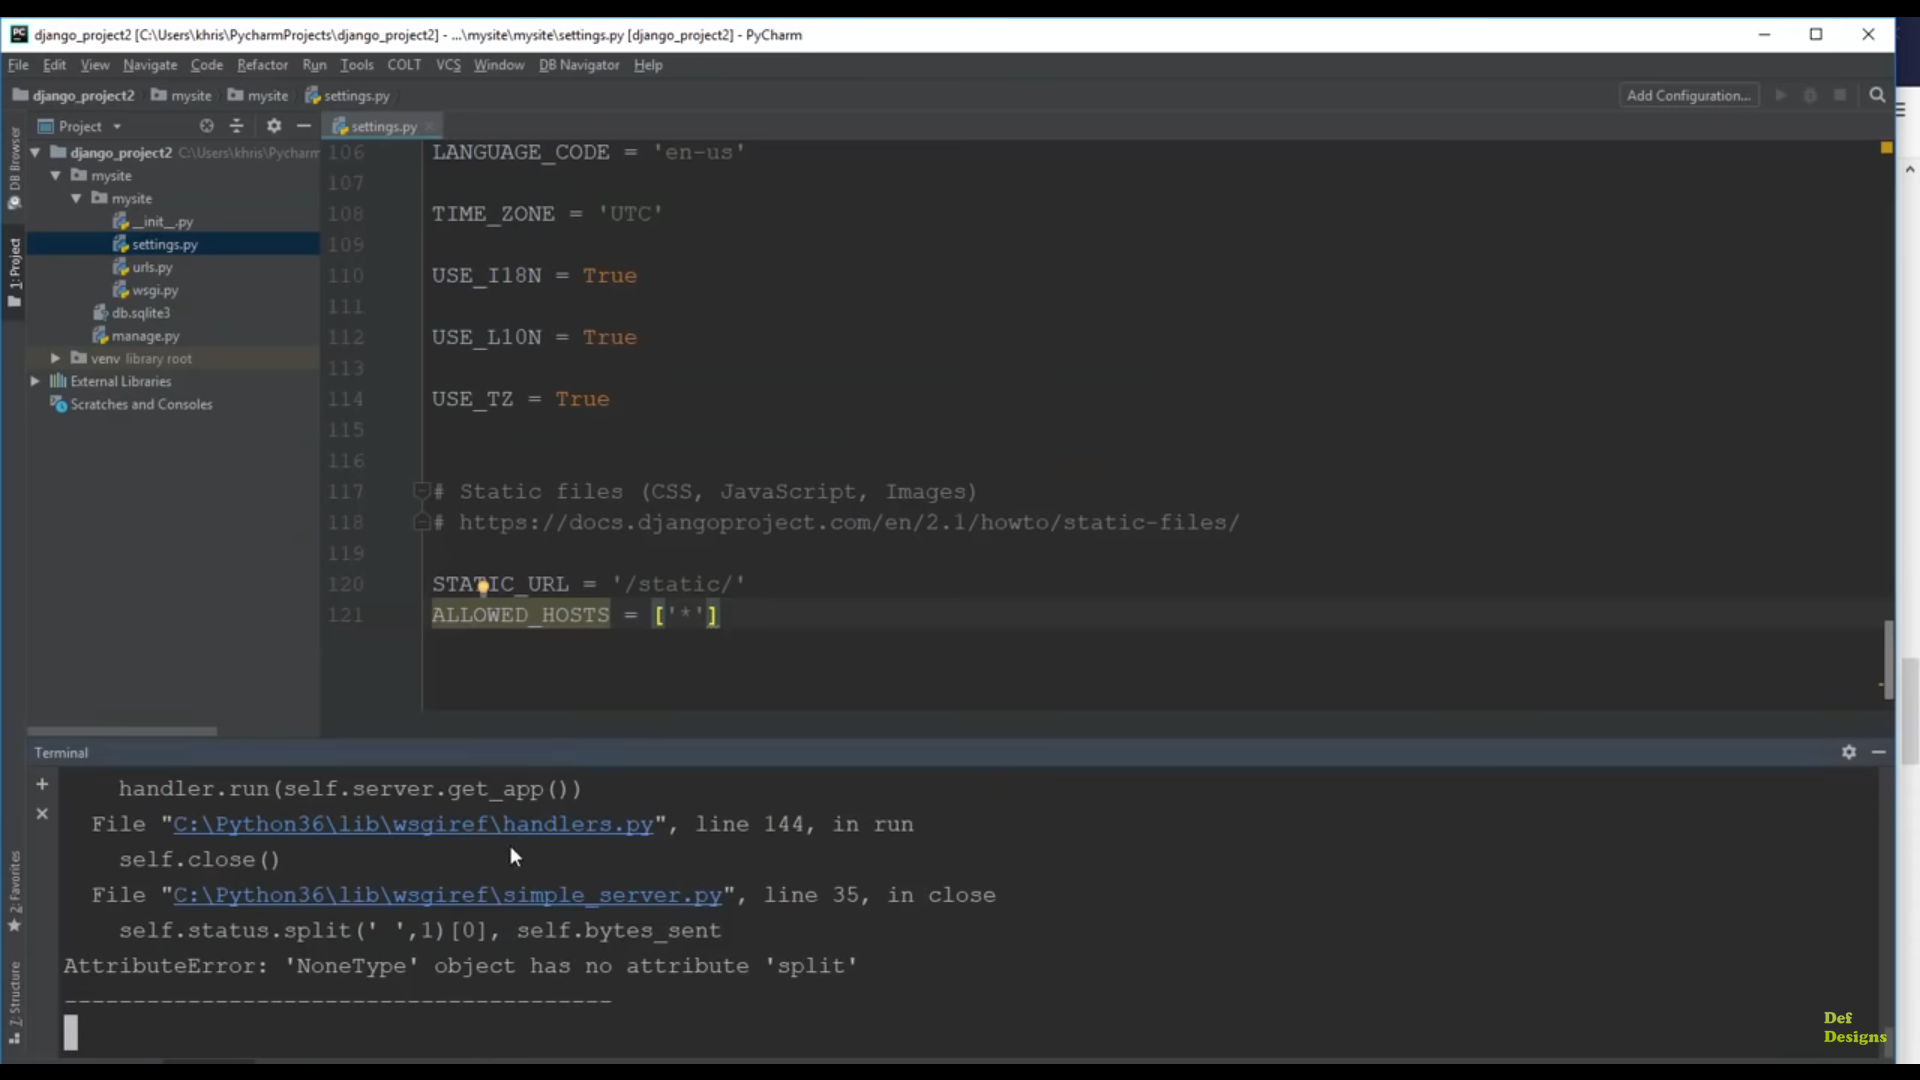 django_project2 [C:\Users\khris\PycharmProjects\django_project2] - ...\mysite\mysite\settings.py [django_project2] - PyCharm
File Edit View Navigate Code Refactor Run Tools COLT VCS Window DB Navigator Help
django_project2 mysite mysite settings.py Add Configuration...
Project settings.py
DB Browser
1: Project
2: Favorites
Z: Structure
django_project2 C:\Users\khris\Pycharm
mysite
mysite
__init__.py
settings.py
urls.py
wsgi.py
db.sqlite3
manage.py
venv library root
External Libraries
Scratches and Consoles
106 LANGUAGE_CODE = 'en-us'
107
108 TIME_ZONE = 'UTC'
109
110 USE_I18N = True
111
112 USE_L10N = True
113
114 USE_TZ = True
115
116
117 # Static files (CSS, JavaScript, Images)
118 # https://docs.djangoproject.com/en/2.1/howto/static-files/
119
120 STATIC_URL = '/static/'
121 ALLOWED_HOSTS = ['*']
Terminal
handler.run(self.server.get_app())
File "C:\Python36\lib\wsgiref\handlers.py", line 144, in run
self.close()
File "C:\Python36\lib\wsgiref\simple_server.py", line 35, in close
self.status.split(' ',1)[0], self.bytes_sent
AttributeError: 'NoneType' object has no attribute 'split'
----------------------------------------
Def
Designs